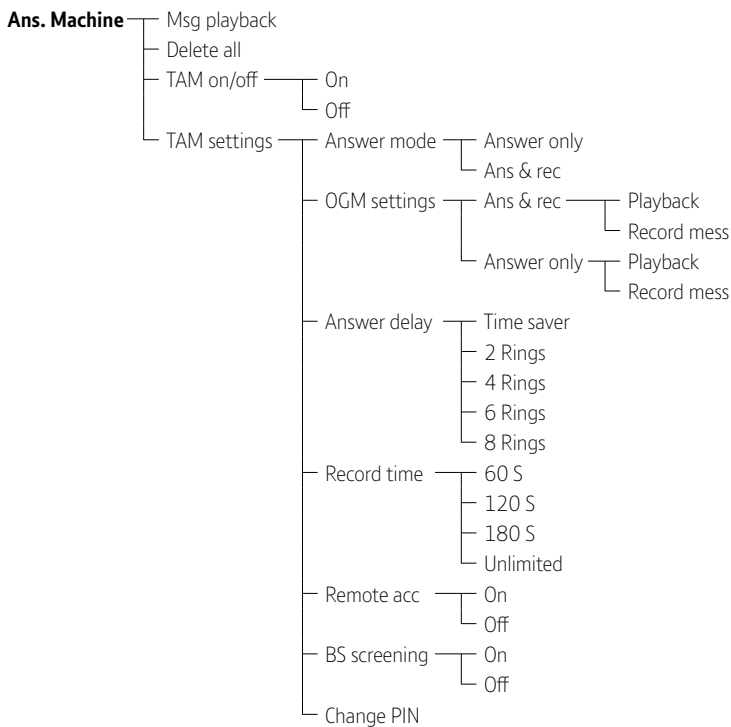 Ans. Machine Msg playback
Delete all
TAM on/off On
Off
TAM settings Answer mode Answer only
Ans & rec
OGM settings Ans & rec Playback
Record mess
Answer only Playback
Record mess
Answer delay Time saver
2 Rings
4 Rings
6 Rings
8 Rings
Record time 60 S
120 S
180 S
Unlimited
Remote acc On
Off
BS screening On
Off
Change PIN